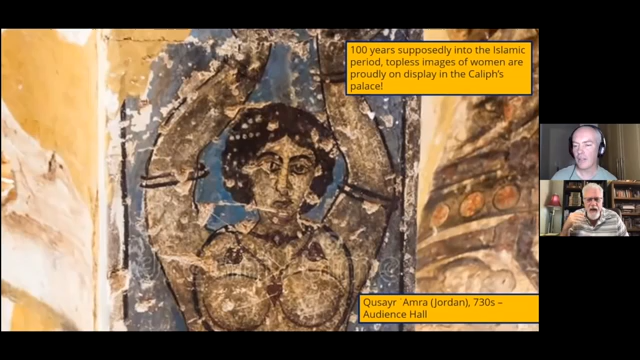 100 years supposedly into the Islamic
period, topless images of women are
proudly on display in the Caliph's
palace!
Qusayr `Amra (Jordan), 730s –
Audience Hall